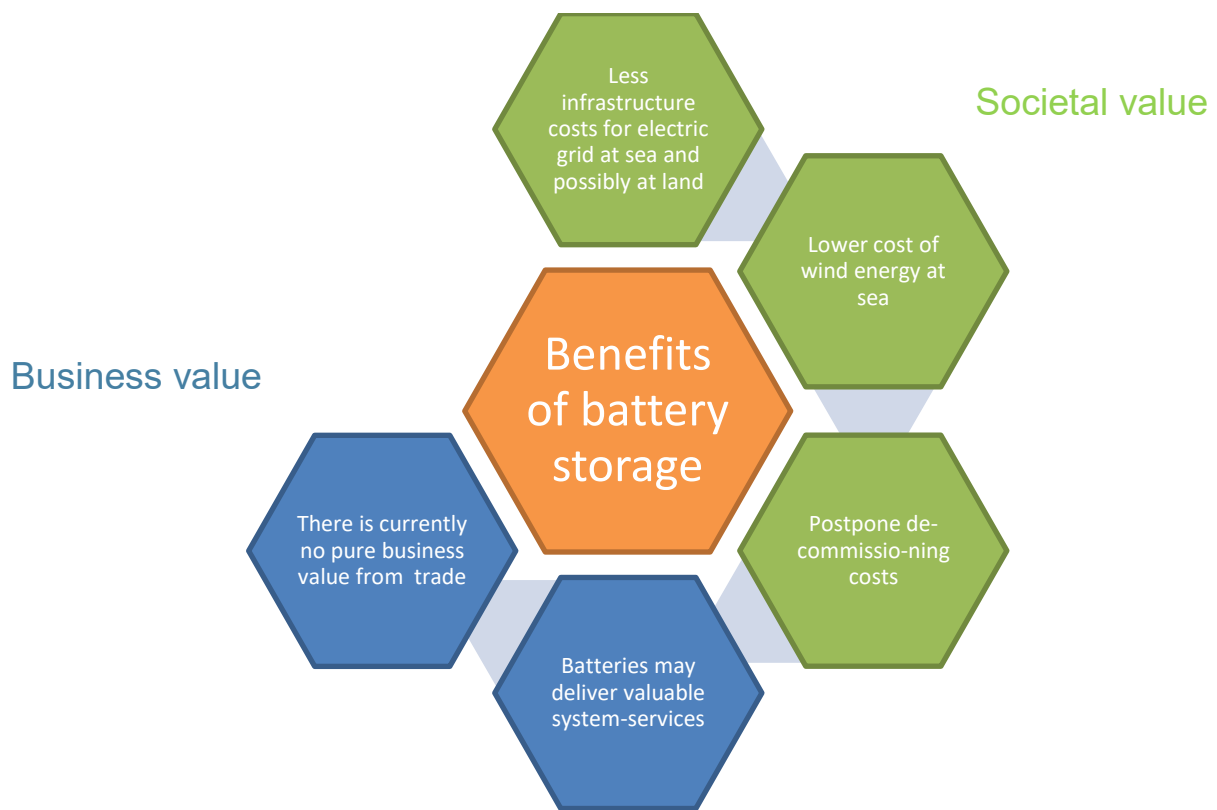 Less
infrastructure
costs for electric
grid at sea and
possibly at land
Societal value
Lower cost of
wind energy at
sea
Benefits
of battery
storage
Business value
There is currently
no pure business
value from  trade
Postpone de-
commissio-ning
costs
Batteries may
deliver valuable
system-services